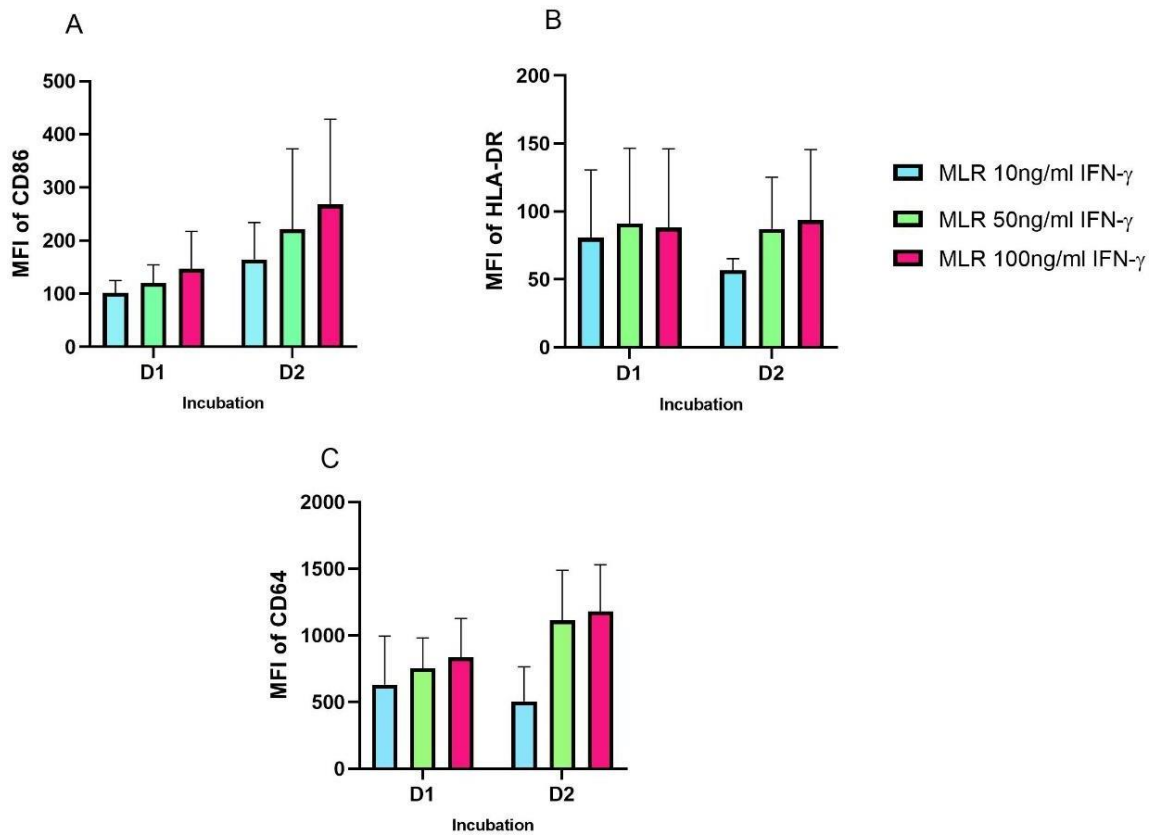 A
MFI of CD86
500
400
300
200
100
0
D1
D2
Incubation
B
MFI of HLA-DR
200
150
100
50
0
D1
D2
Incubation
MLR 10ng/ml IFN-γ
MLR 50ng/ml IFN-γ
MLR 100ng/ml IFN-γ
C
MFI of CD64
2000
1500
1000
500
0
D1
D2
Incubation